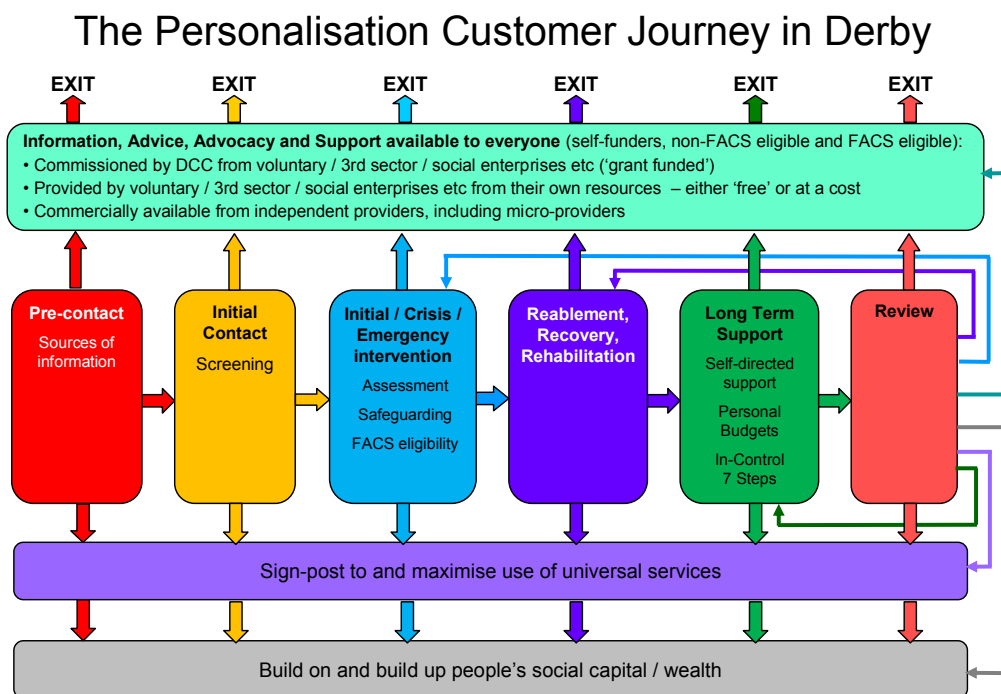 The Personalisation Customer Journey in Derby
EXIT
EXIT
EXIT
EXIT
EXIT
EXIT
Information, Advice, Advocacy and Support available to everyone (self-funders, non-FACS eligible and FACS eligible):
• Commissioned by DCC from voluntary / 3rd sector / social enterprises etc (‘grant funded’)
• Provided by voluntary / 3rd sector / social enterprises etc from their own resources – either ‘free’ or at a cost
• Commercially available from independent providers, including micro-providers
Pre-contact
Sources of
information
Initial
Contact
Screening
Initial / Crisis /
Emergency
intervention
Assessment
Safeguarding
FACS eligibility
Reablement,
Recovery,
Rehabilitation
Long Term
Support
Self-directed
support
Personal
Budgets
In-Control
7 Steps
Review
Sign-post to and maximise use of universal services
Build on and build up people’s social capital / wealth